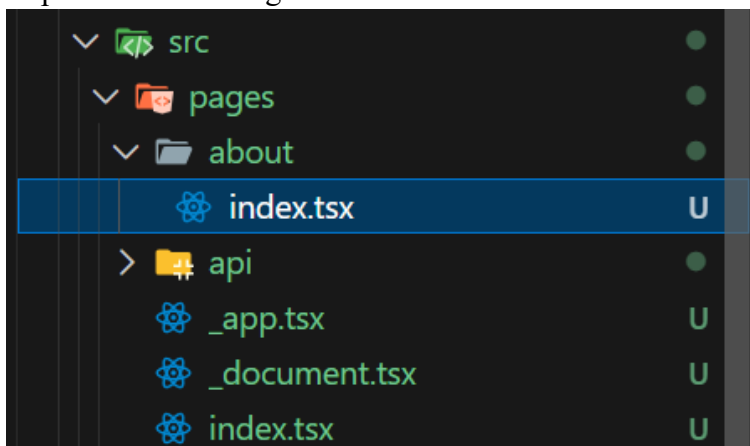 src
pages
about
index.tsx U
api
_app.tsx U
_document.tsx U
index.tsx U